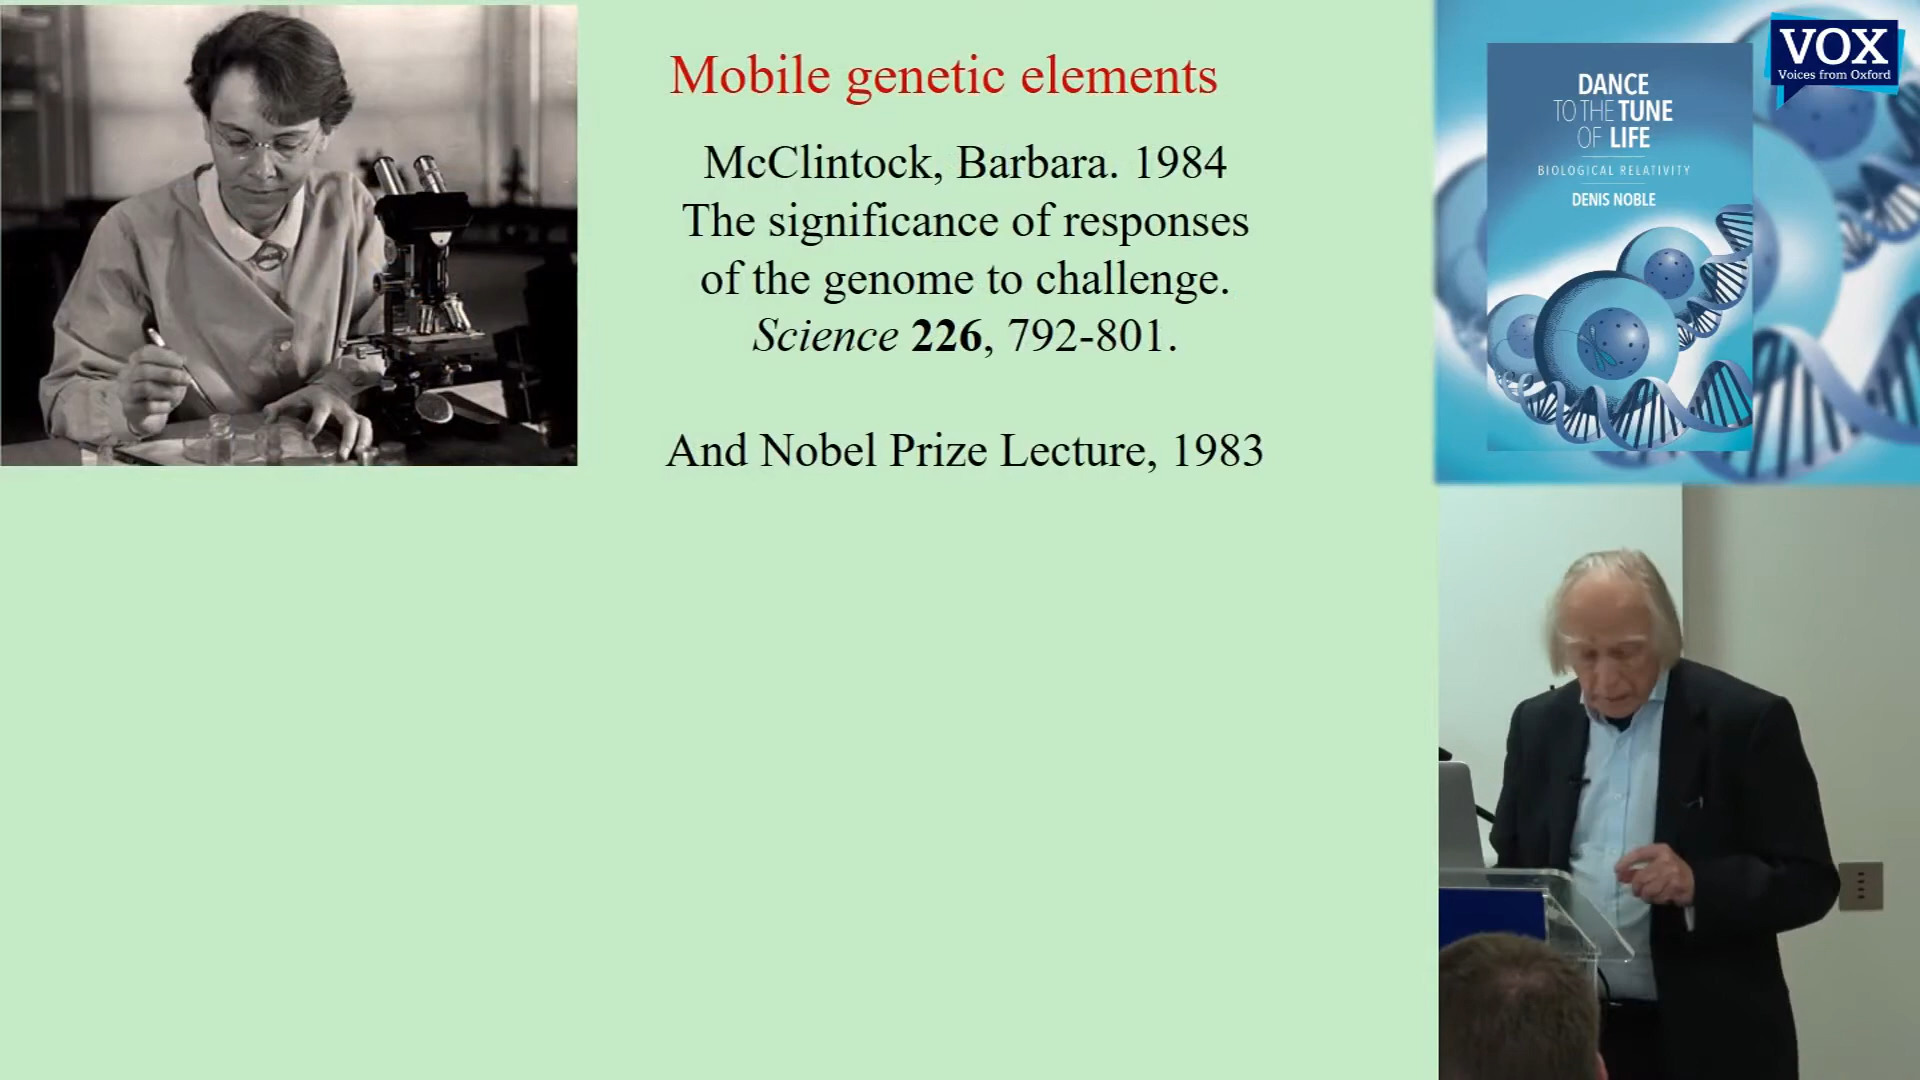 Mobile genetic elements
McClintock, Barbara. 1984
The significance of responses
of the genome to challenge.
Science 226, 792-801.
And Nobel Prize Lecture, 1983
DANCE
TO THE TUNE
OF LIFE
BIOLOGICAL RELATIVITY
DENIS NOBLE
VOX
Voices from Oxford